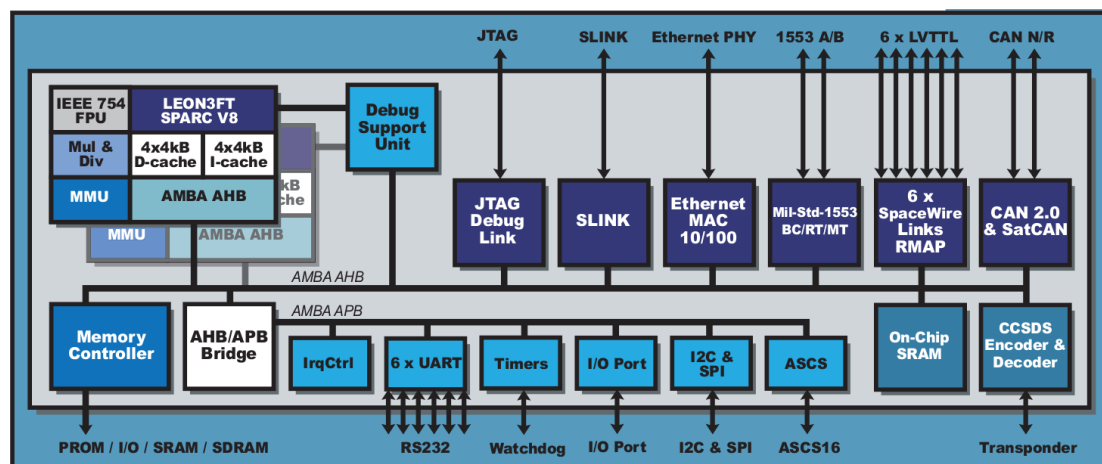 JTAG
SLINK
Ethernet PHY
1553 A/B
6 x LVTTL
CAN N/R
IEEE 754
FPU
LEON3FT
SPARC V8
Mul &
Div
4x4kB
D-cache
4x4kB
I-cache
MMU
AMBA AHB
MMU
AMBA AHB
Debug
Support
Unit
JTAG
Debug
Link
SLINK
Ethernet
MAC
10/100
Mil-Std-1553
BC/RT/MT
6 x
SpaceWire
Links
RMAP
CAN 2.0
& SatCAN
AMBA AHB
AMBA APB
Memory
Controller
AHB/APB
Bridge
IrqCtrl
6 x UART
Timers
I/O Port
I2C &
SPI
ASCS
On-Chip
SRAM
CCSDS
Encoder &
Decoder
PROM / I/O / SRAM / SDRAM
RS232
Watchdog
I/O Port
I2C & SPI
ASCS16
Transponder